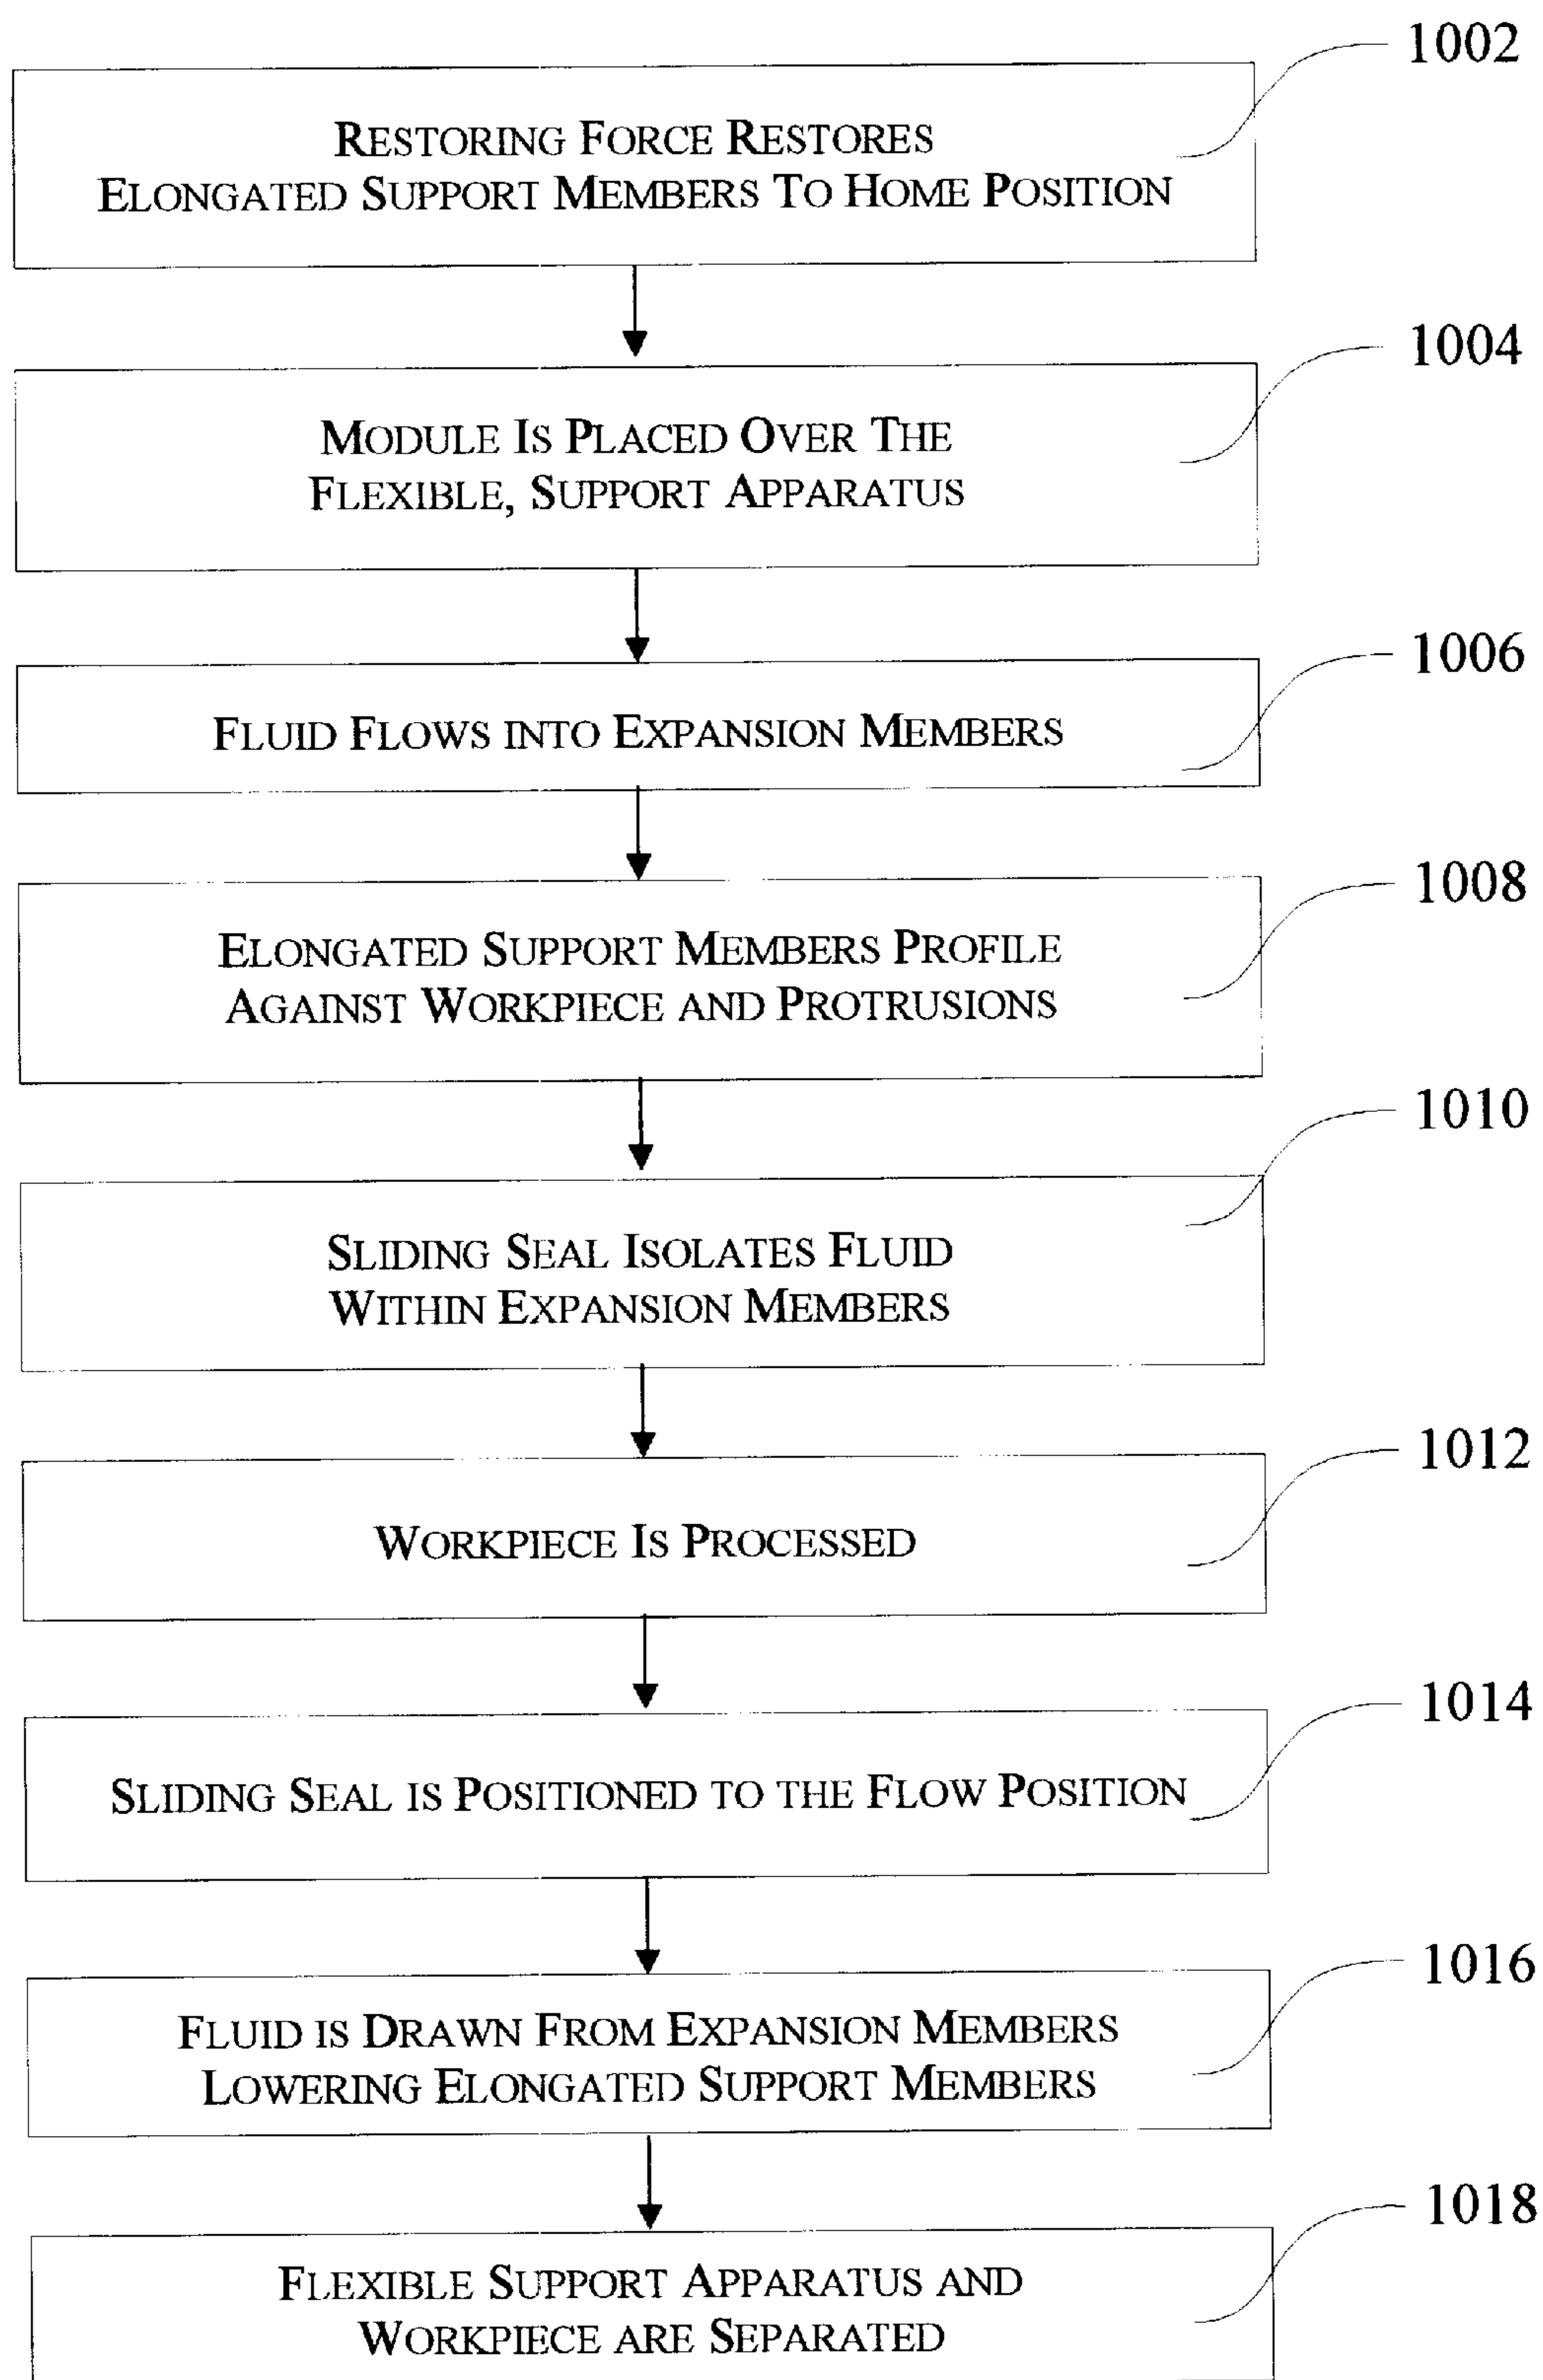 1002
RESTORING FORCE RESTORES
ELONGATED SUPPORT MEMBERS TO HOME POSITION
1004
MODULE IS PLACED OVER THE
FLEXIBLE, SUPPORT APPARATUS
1006
FLUID FLOWS INTO EXPANSION MEMBERS
1008
ELONGATED SUPPORT MEMBERS PROFILE
AGAINST WORKPIECE AND PROTRUSIONS
1010
SLIDING SEAL ISOLATES FLUID
WITHIN EXPANSION MEMBERS
1012
WORKPIECE IS PROCESSED
1014
SLIDING SEAL IS POSITIONED TO THE FLOW POSITION
1016
FLUID IS DRAWN FROM EXPANSION MEMBERS
LOWERING ELONGATED SUPPORT MEMBERS
1018
FLEXIBLE SUPPORT APPARATUS AND
WORKPIECE ARE SEPARATED